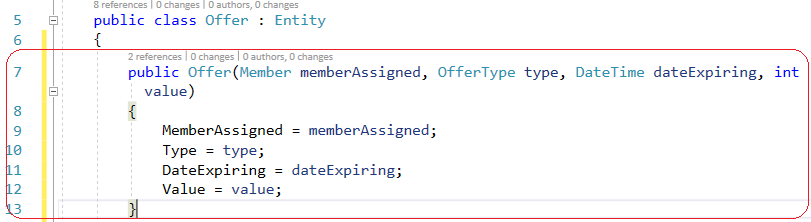 8 references | 0 changes | 0 authors, 0 changes
5 public class Offer : Entity
6 {
2 references | 0 changes | 0 authors, 0 changes
7 public Offer(Member memberAssigned, OfferType type, DateTime dateExpiring, int
value)
8 {
9 MemberAssigned = memberAssigned;
10 Type = type;
11 DateExpiring = dateExpiring;
12 Value = value;
13 }